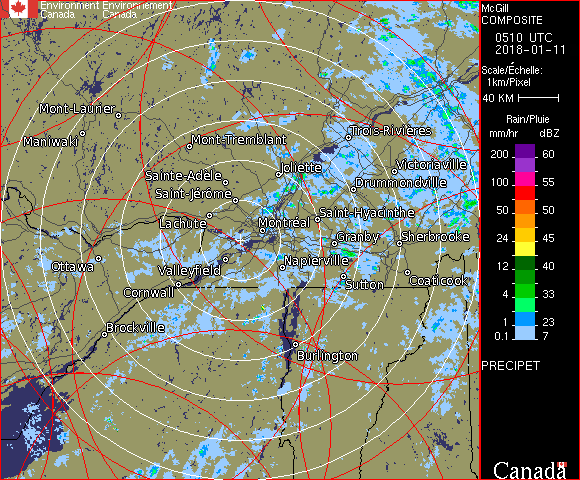 Environment Environnement
Canada Canada
McGill
COMPOSITE
0510 UTC
2018-01-11
Scale/Échelle:
1km/Pixel
40 KM
Rain/Pluie
mm/hr dBZ
200 60
100 55
50 50
24 45
12 40
4 33
1 23
0.1 7
PRECIPET
Canada
Mont-Laurier
Maniwaki
Mont-Tremblant
Trois-Rivières
Sainte-Adèle
Joliette
Victoriaville
Saint-Jérôme
Drummondville
Lachute
Montréal
Saint-Hyacinthe
Granby
Sherbrooke
Ottawa
Valleyfield
Napierville
Cornwall
Sutton
Coaticook
Brockville
Burlington